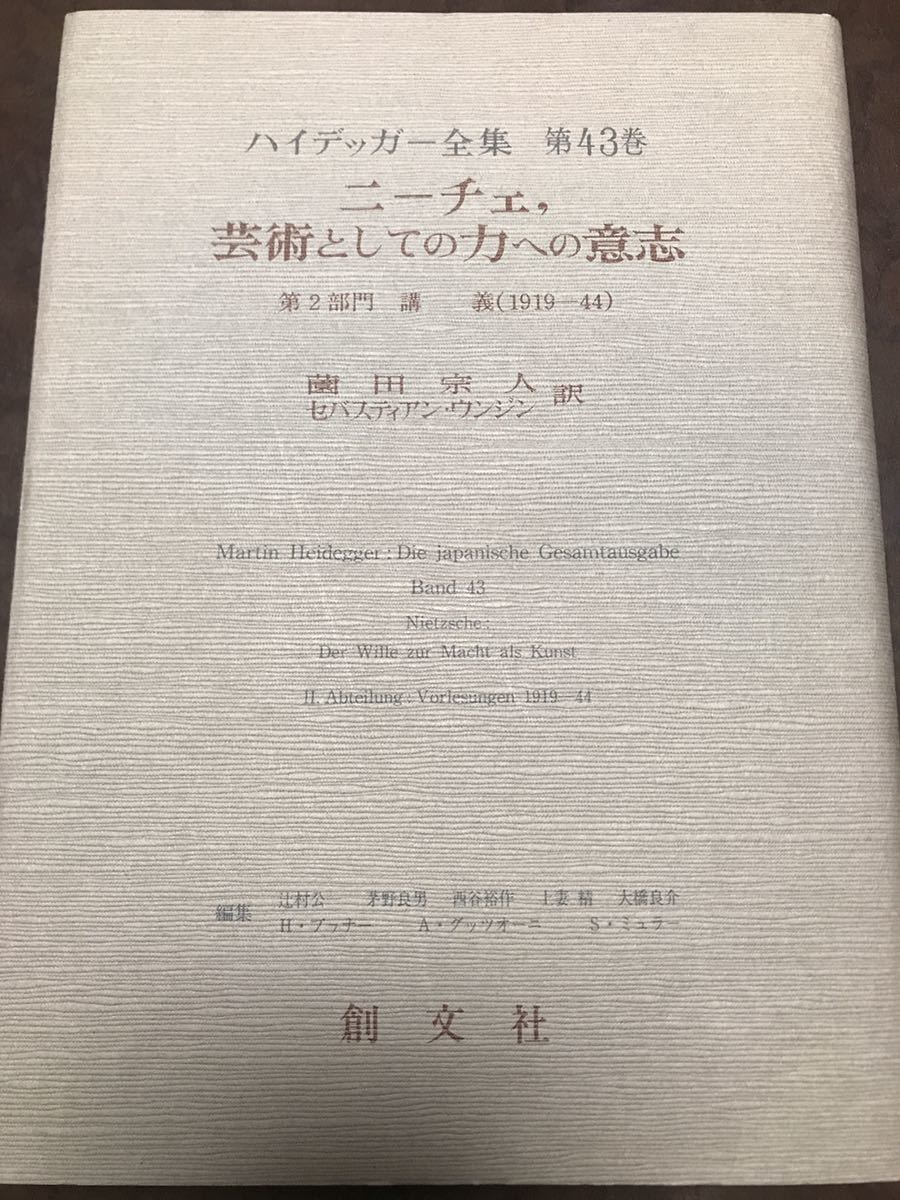 ハイデッガー全集 第43巻
ニーチェ,
芸術としての力への意志
第2部門 講 義(1919―44)
薗田宗人
セバスティアン・ウンジン 訳
Martin Heidegger : Die japanische Gesamtausgabe
Band 43
Nietzsche:
Der Wille zur Macht als Kunst
II. Abteilung : Vorlesungen 1919―44
編集 辻村公一 茅野良男 西谷裕作 土妻 精 大橋良介
H・ブッナー A・グッツオーニ S・ミュラー
創文社